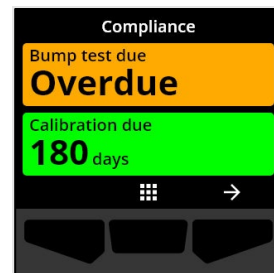 Compliance
Bump test due
Overdue
Calibration due
180 days